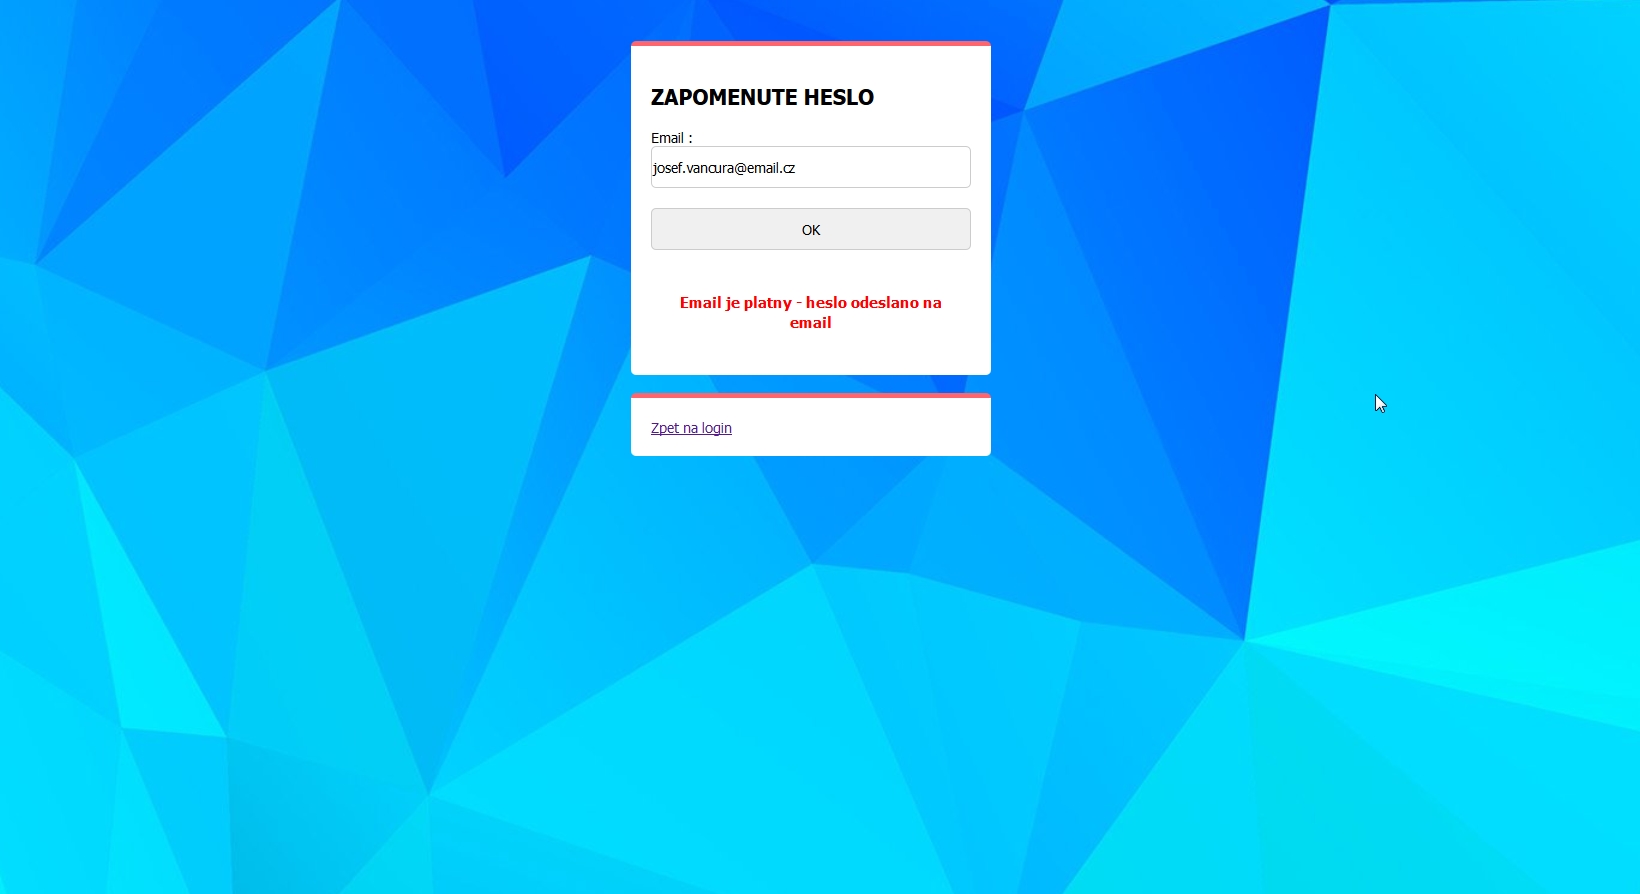 ZAPOMENUTE HESLO
Email :
josef.vancura@email.cz
OK
Email je platny - heslo odeslano na
email
Zpet na login